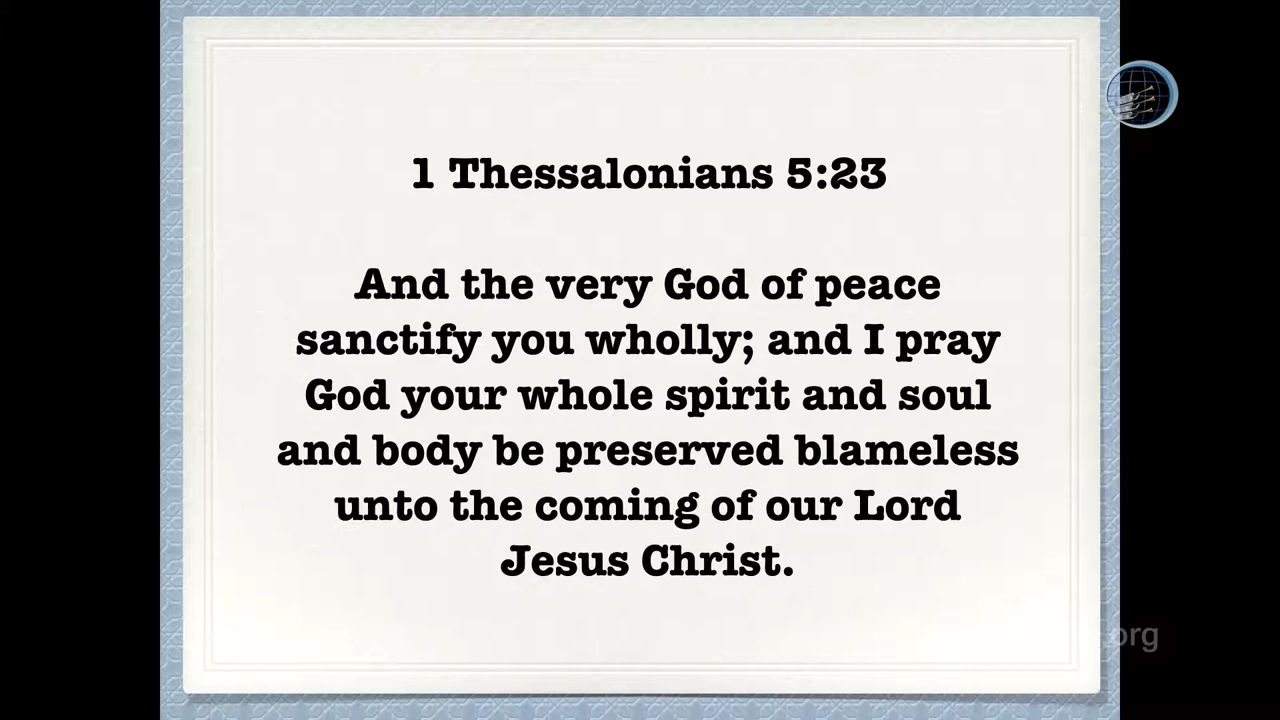 1 Thessalonians 5:23
And the very God of peace
sanctify you wholly; and I pray
God your whole spirit and soul
and body be preserved blameless
unto the coming of our Lord
Jesus Christ.
org